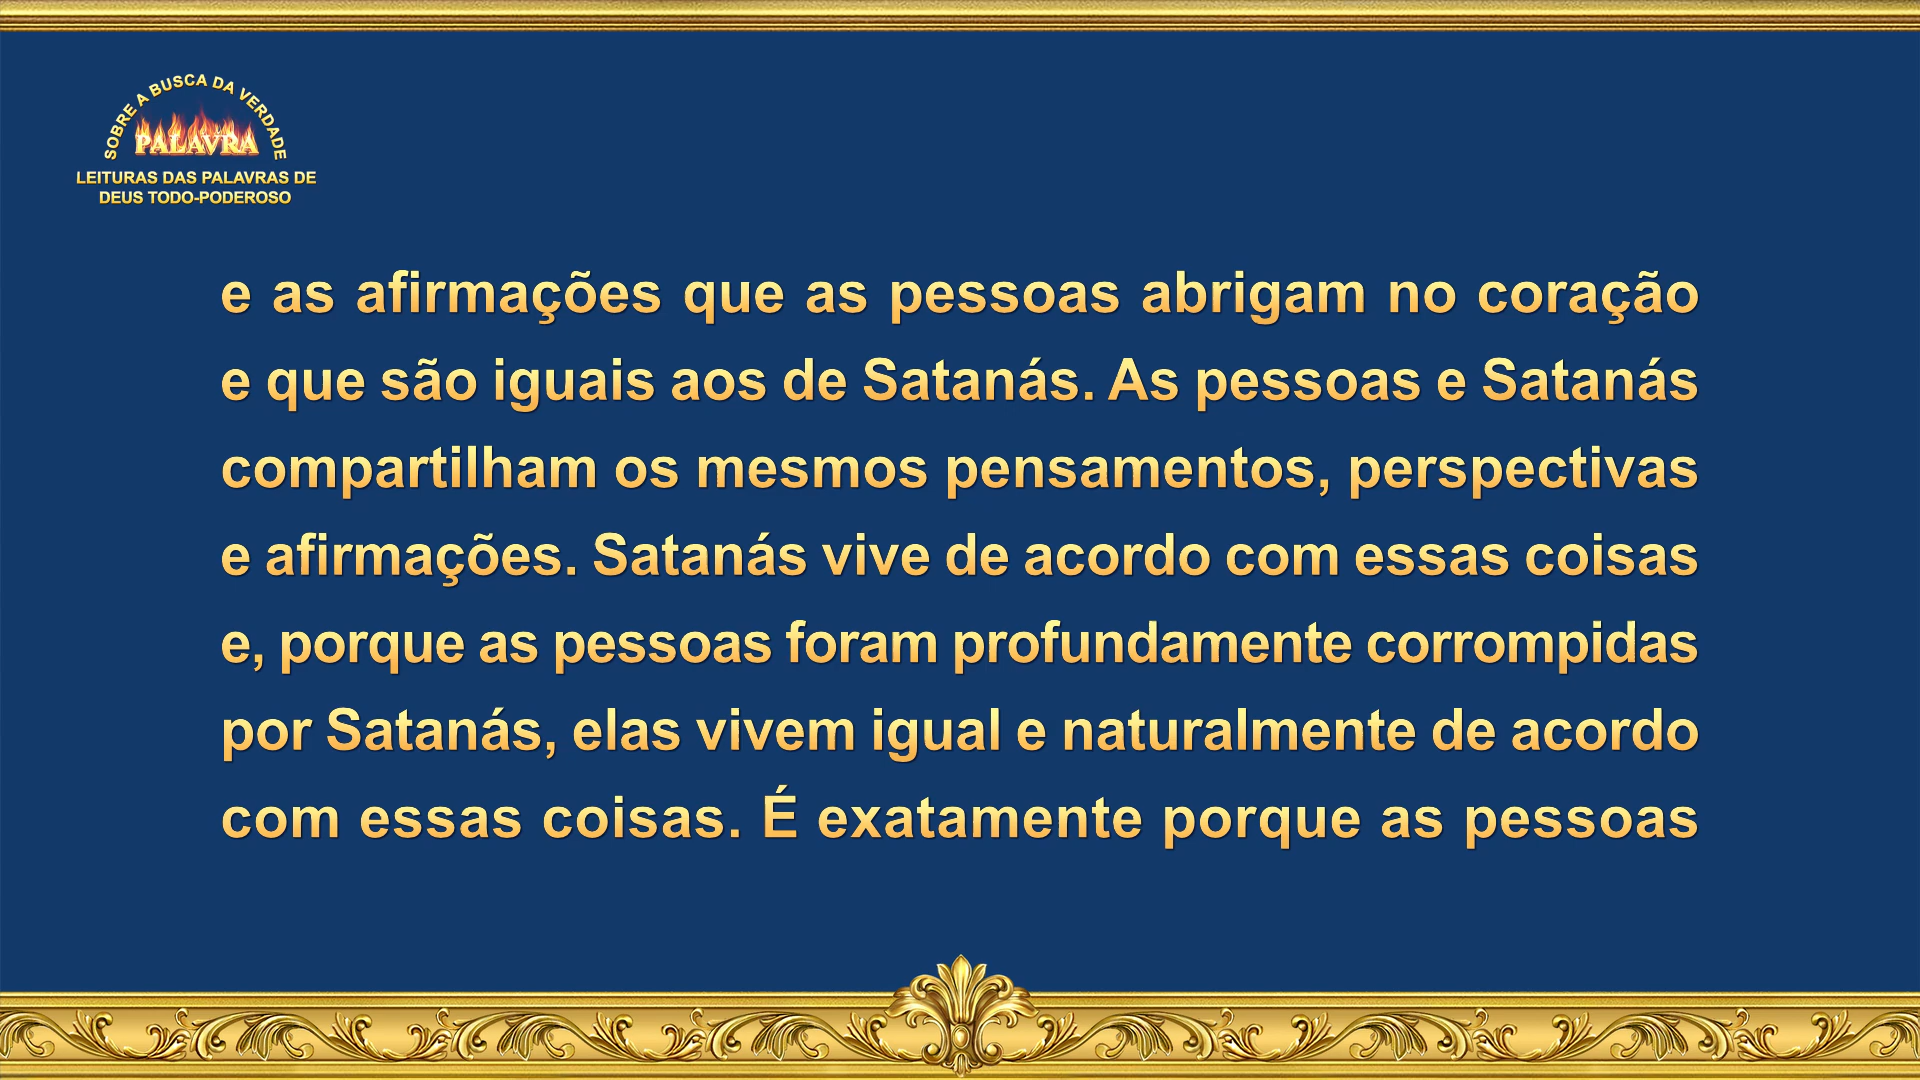 SOBRE A BUSCA DA VERDADE
PALAVRA
LEITURAS DAS PALAVRAS DE
DEUS TODO-PODEROSO
e as afirmações que as pessoas abrigam no coração
e que são iguais aos de Satanás. As pessoas e Satanás
compartilham os mesmos pensamentos, perspectivas
e afirmações. Satanás vive de acordo com essas coisas
e, porque as pessoas foram profundamente corrompidas
por Satanás, elas vivem igual e naturalmente de acordo
com essas coisas. É exatamente porque as pessoas